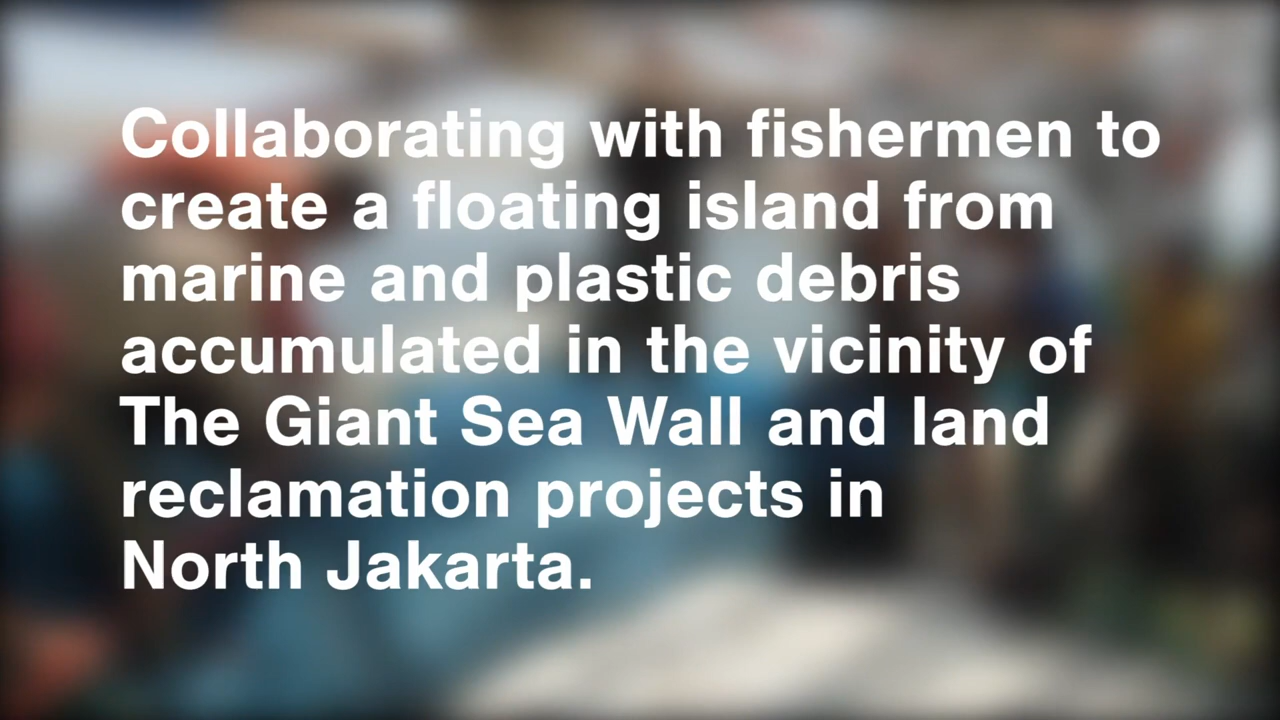 Collaborating with fishermen to
create a floating island from
marine and plastic debris
accumulated in the vicinity of
The Giant Sea Wall and land
reclamation projects in
North Jakarta.